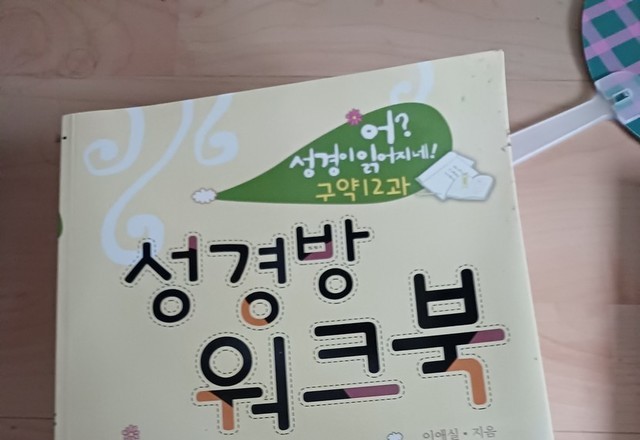 어?
성경이 읽어지네!
구약12과
성경방
워크북
이애실 · 지음